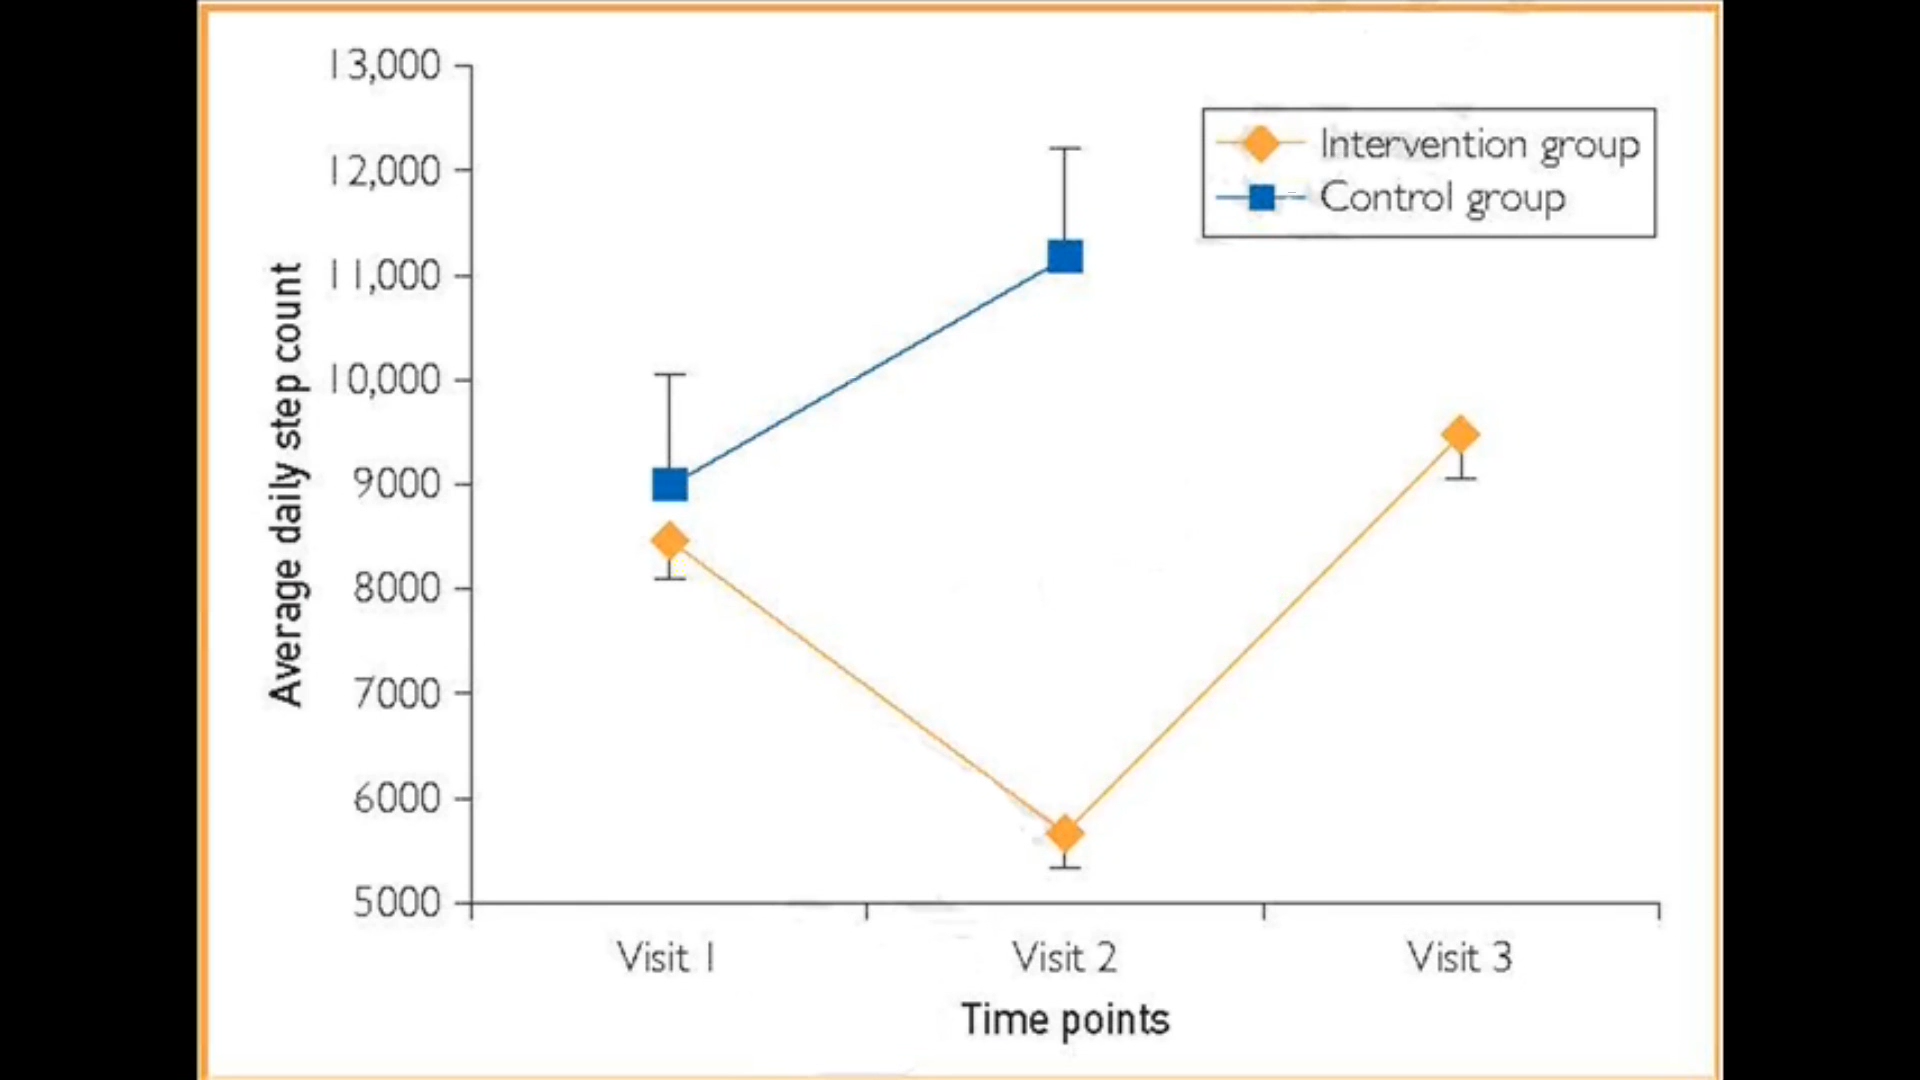 13,000
12,000
11,000
10,000
9000
8000
7000
6000
5000
Average daily step count
Intervention group
Control group
Visit 1
Visit 2
Visit 3
Time points